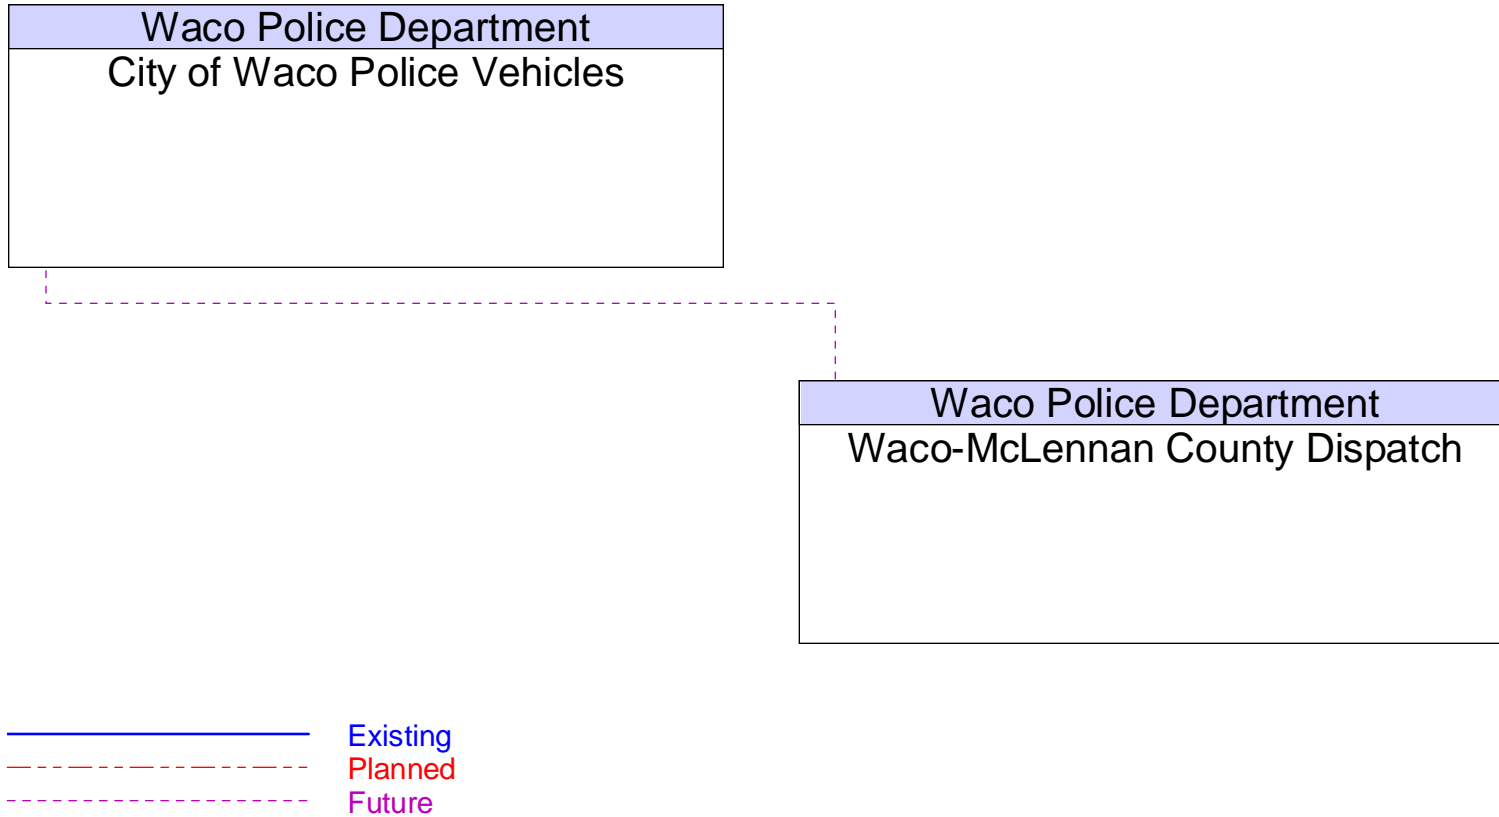 Waco Police Department
City of Waco Police Vehicles
Waco Police Department
Waco-McLennan County Dispatch
Existing
Planned
Future